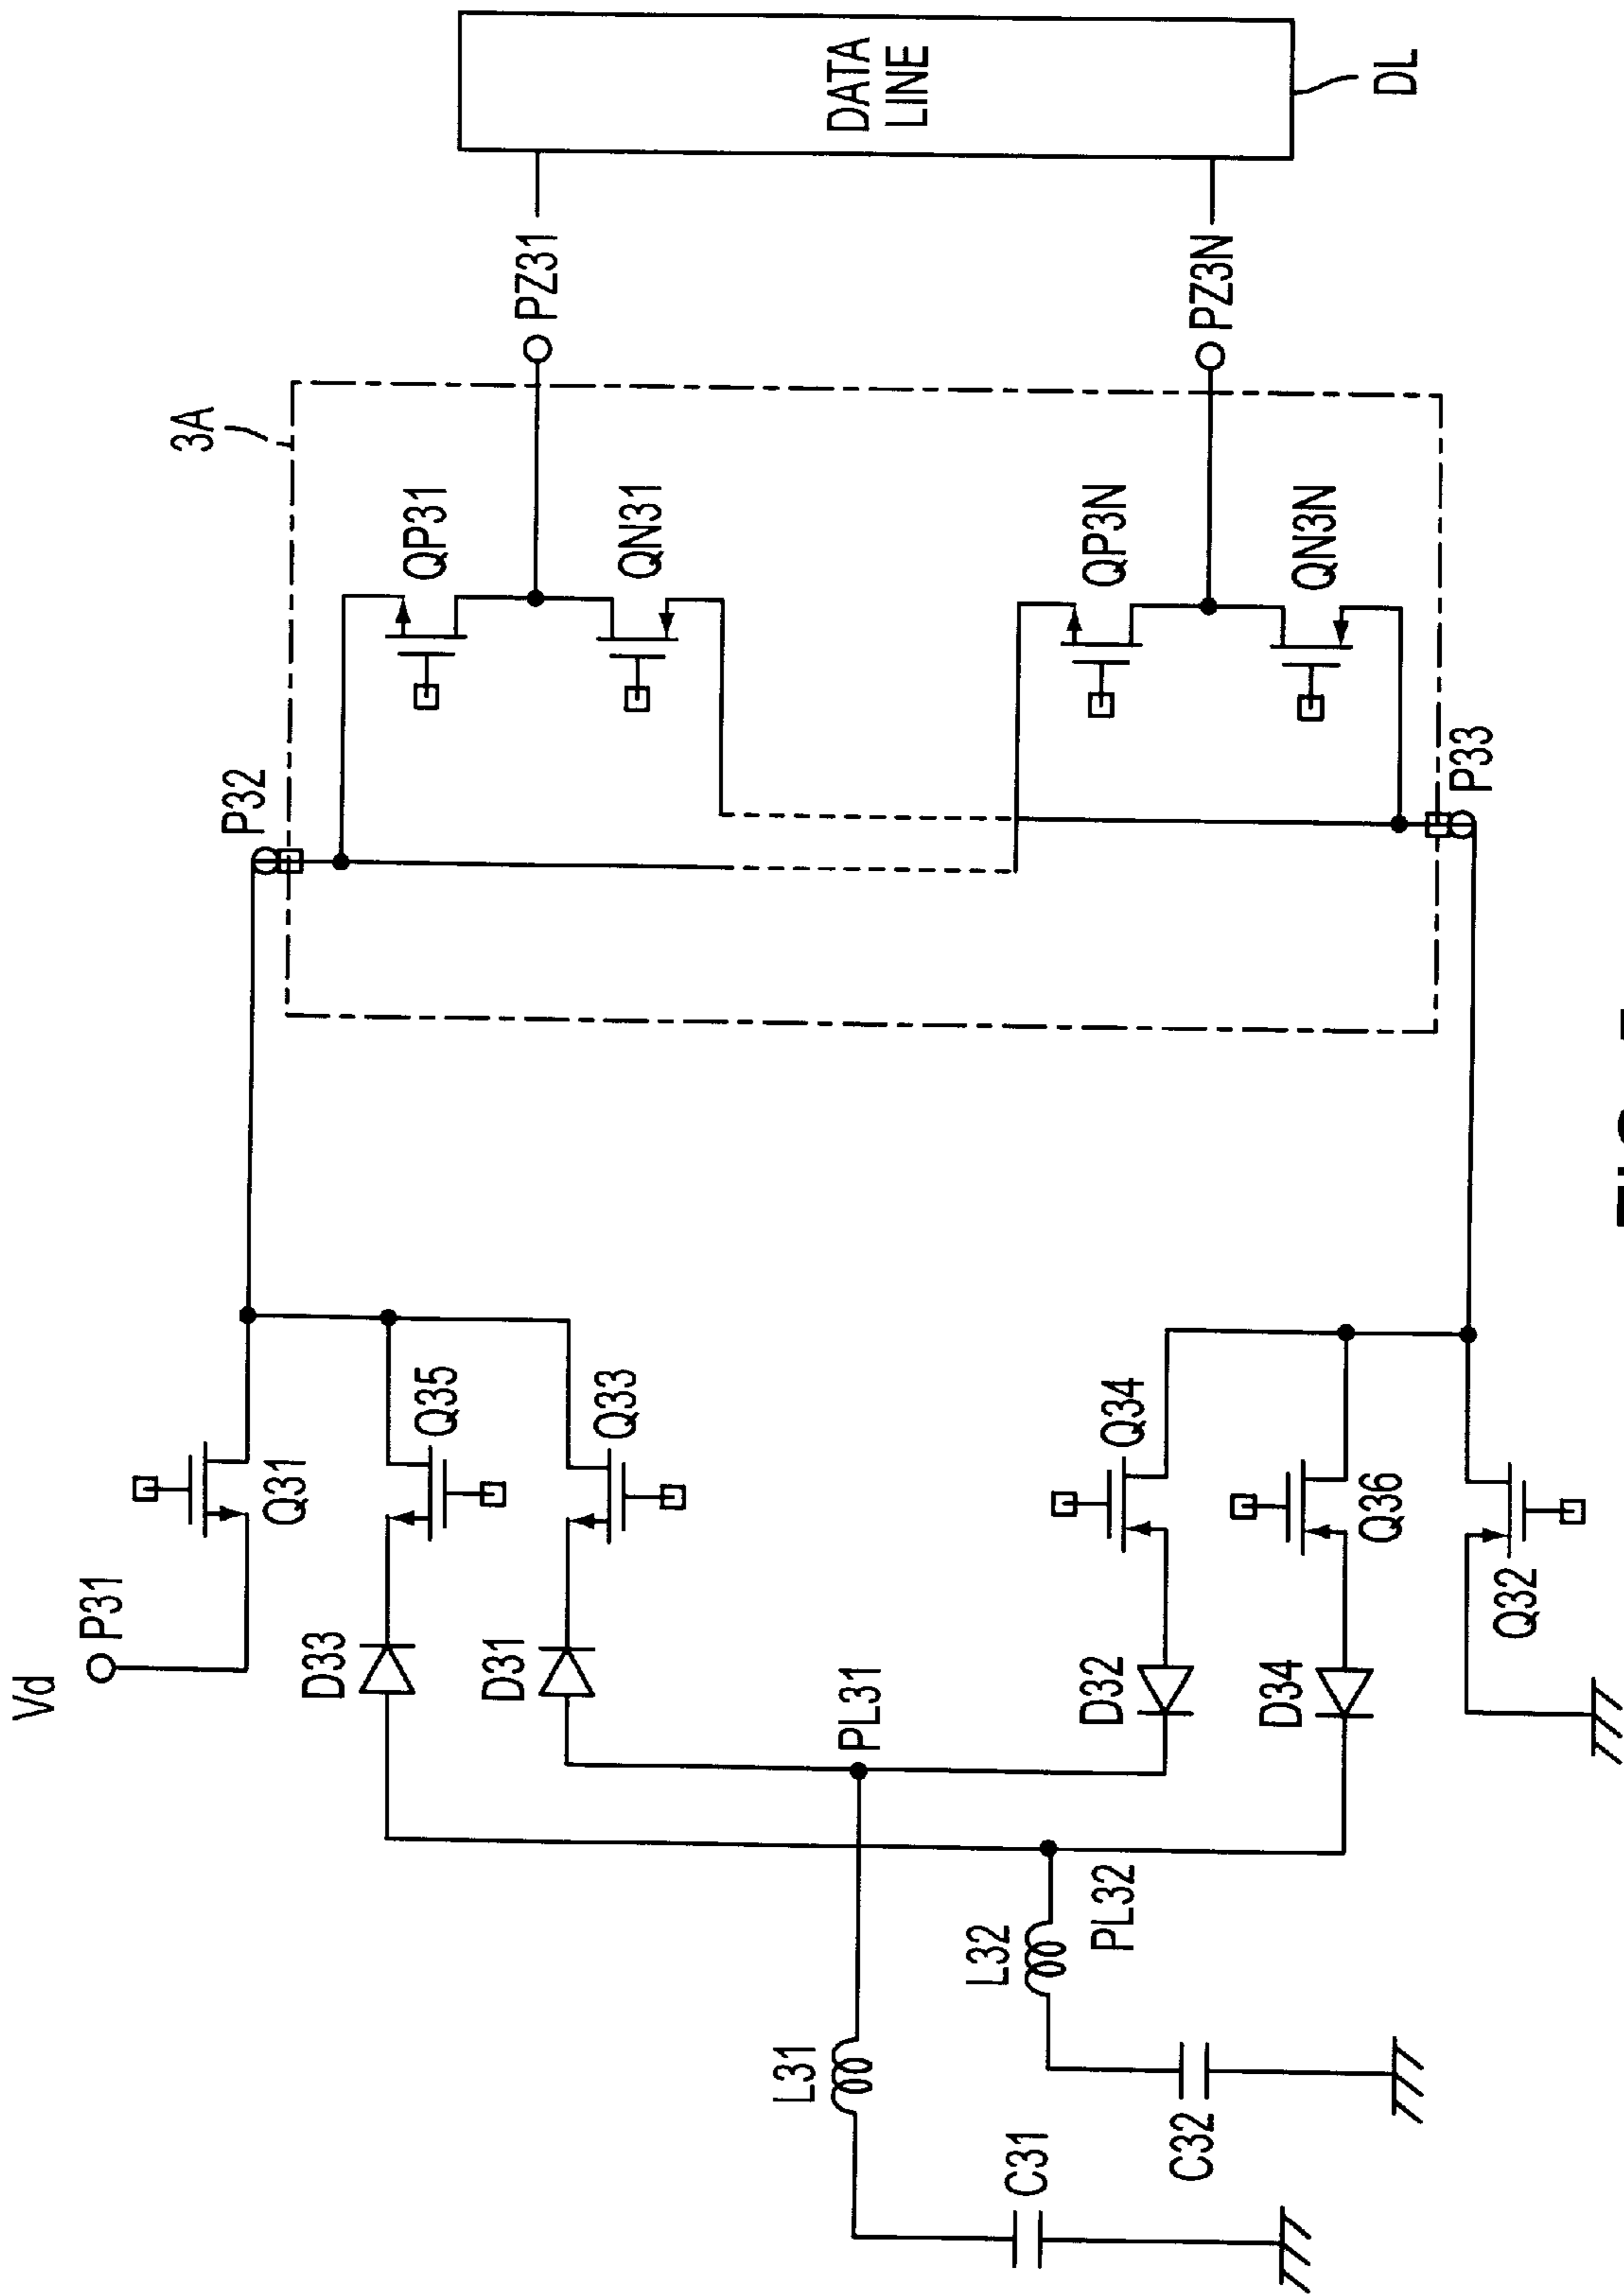 Vd
P31
Q31
D33
Q35
D31
Q33
PL31
L31
C31
L32
PL32
C32
D32
Q34
D34
Q36
Q32
P32
3A
QP31
QN31
PZ31
QP3N
QN3N
PZ3N
P33
DATA
LINE
DL